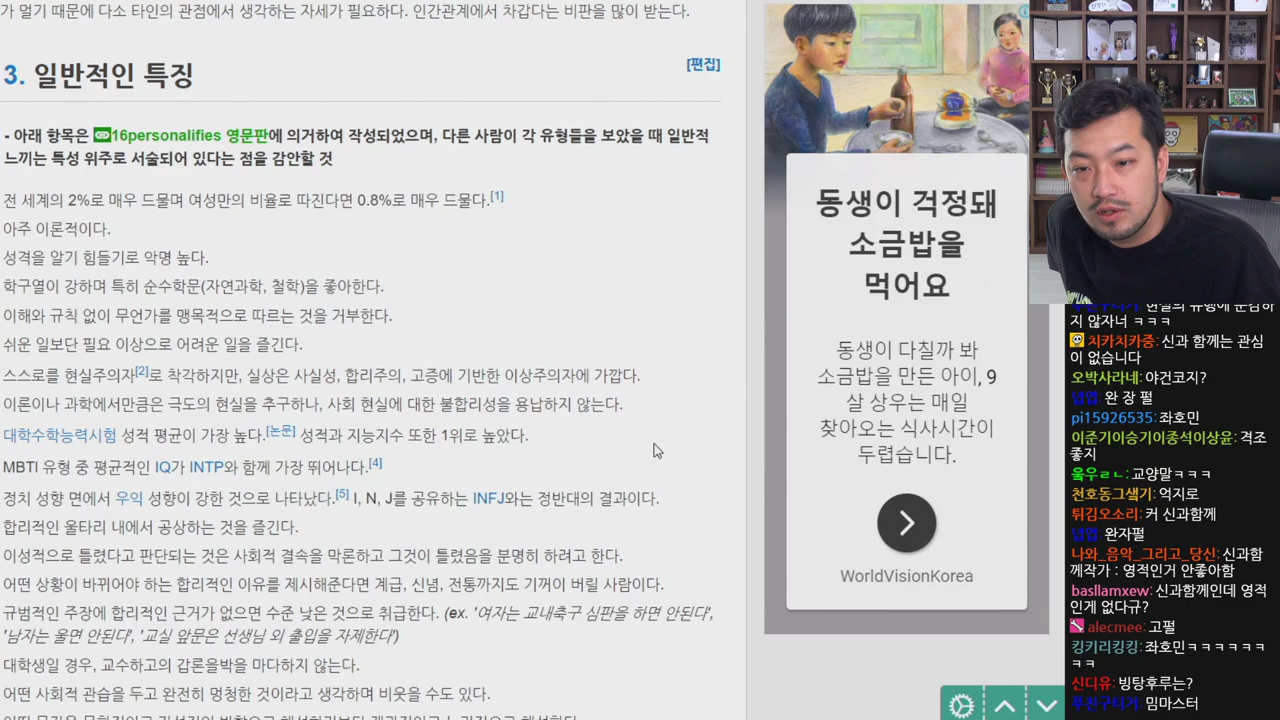 가 멀기 때문에 다소 타인의 관점에서 생각하는 자세가 필요하다. 인간관계에서 차갑다는 비판을 많이 받는다.
3. 일반적인 특징
[편집]
- 아래 항목은 16personalifies 영문판에 의거하여 작성되었으며, 다른 사람이 각 유형들을 보았을 때 일반적
느끼는 특성 위주로 서술되어 있다는 점을 감안할 것
전 세계의 2%로 매우 드물며 여성만의 비율로 따진다면 0.8%로 매우 드물다.[1]
아주 이론적이다.
성격을 알기 힘들기로 악명 높다.
학구열이 강하며 특히 순수학문(자연과학, 철학)을 좋아한다.
이해와 규칙 없이 무언가를 맹목적으로 따르는 것을 거부한다.
쉬운 일보단 필요 이상으로 어려운 일을 즐긴다.
스스로를 현실주의자[2]로 착각하지만, 실상은 사실성, 합리주의, 고증에 기반한 이상주의자에 가깝다.
이론이나 과학에서만큼은 극도의 현실을 추구하나, 사회 현실에 대한 불합리성을 용납하지 않는다.
대학수학능력시험 성적 평균이 가장 높다.[논문] 성적과 지능지수 또한 1위로 높았다.
MBTI 유형 중 평균적인 IQ가 INTP와 함께 가장 뛰어나다.[4]
정치 성향 면에서 우익 성향이 강한 것으로 나타났다.[5] I, N, J를 공유하는 INFJ와는 정반대의 결과이다.
합리적인 울타리 내에서 공상하는 것을 즐긴다.
이성적으로 틀렸다고 판단되는 것은 사회적 결속을 막론하고 그것이 틀렸음을 분명히 하려고 한다.
어떤 상황이 바뀌어야 하는 합리적인 이유를 제시해준다면 계급, 신념, 전통까지도 기꺼이 버릴 사람이다.
규범적인 주장에 합리적인 근거가 없으면 수준 낮은 것으로 취급한다. (ex. '여자는 교내축구 심판을 하면 안된다',
'남자는 울면 안된다', '교실 앞문은 선생님 외 출입을 자제한다')
대학생일 경우, 교수하고의 갑론을박을 마다하지 않는다.
어떤 사회적 관습을 두고 완전히 멍청한 것이라고 생각하며 비웃을 수도 있다.
동생이 걱정돼
소금밥을
먹어요
동생이 다칠까 봐
소금밥을 만든 아이, 9
살 상우는 매일
찾아오는 식사시간이
두렵습니다.
WorldVisionKorea
지 않자너 ㅋㅋㅋ
치카치카중: 신과 함께는 관심
이 없습니다
오박사라네: 야건코지?
넙업: 완 장 펄
pi15926535: 좌호민
이준기이승기이종석이상윤: 격조
좋지
욱우ㄹㄴ: 교양말ㅋㅋㅋ
천호동그섘기: 억지로
튀김오소리: 커 신과함께
넙업: 완자펄
나와_음악_그리고_당신: 신과함
께작가 : 영적인거 안좋아함
basllamxew: 신과함께인데 영적
인게 없다규?
alecmee: 고펄
킹키리킹킹: 좌호민ㅋㅋㅋㅋㅋㅋ
ㅋㅋ
신디유: 빙탕후루는?
푸친구타기: 밈마스터